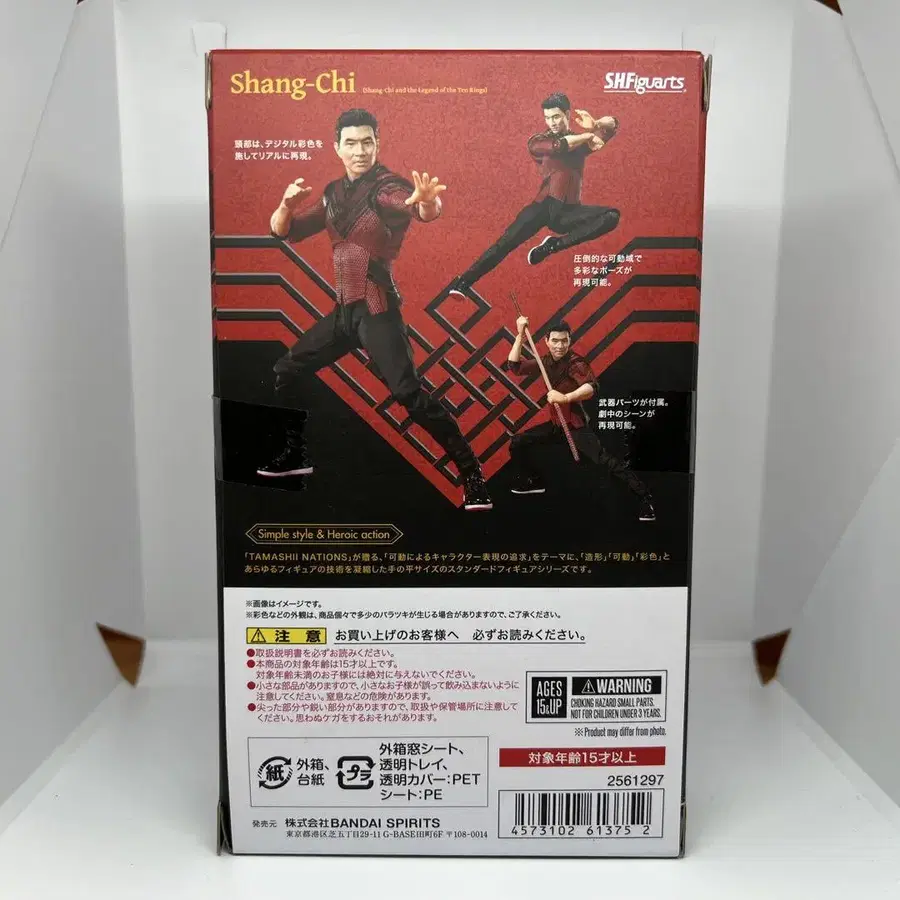 Shang-Chi
(Shang-Chi and the Legend of the Ten Rings)
S.H.Figuarts
頭部は、デジタル彩色を
施してリアルに再現。
圧倒的な可動域で
多彩なポーズが
再現可能。
武器パーツが付属。
劇中のシーンが
再現可能。
Simple style & Heroic action
「TAMASHII NATIONS」が贈る、「可動によるキャラクター表現の追求」をテーマに、「造形」「可動」「彩色」と
あらゆるフィギュアの技術を凝縮した手の平サイズのスタンダードフィギュアシリーズです。
※画像はイメージです。
※彩色などの外観は、商品個々で多少のバラツキが生じる場合がありますので、ご了承ください。
注意 お買い上げのお客様へ 必ずお読みください。
●取扱説明書を必ずお読みください。
●本商品の対象年齢は15才以上です。
対象年齢未満のお子様には絶対に与えないでください。
●小さな部品がありますので、小さなお子様が誤って飲み込まないように
注意してください。窒息などの危険があります。
●尖った部分や鋭い部分がありますので、取扱や保管場所に注意して
ください。思わぬケガをするおそれがあります。
AGES
15&UP
WARNING
CHOKING HAZARD SMALL PARTS.
NOT FOR CHILDREN UNDER 3 YEARS.
※Product may differ from photo.
紙
外箱、
台紙
プラ
外箱窓シート、
透明トレイ、
透明カバー:PET
シート:PE
対象年齢15才以上
2561297
4573102 61375 2
発売元 株式会社BANDAI SPIRITS
東京都港区芝五丁目29-11 G-BASE田町6F 〒108-0014